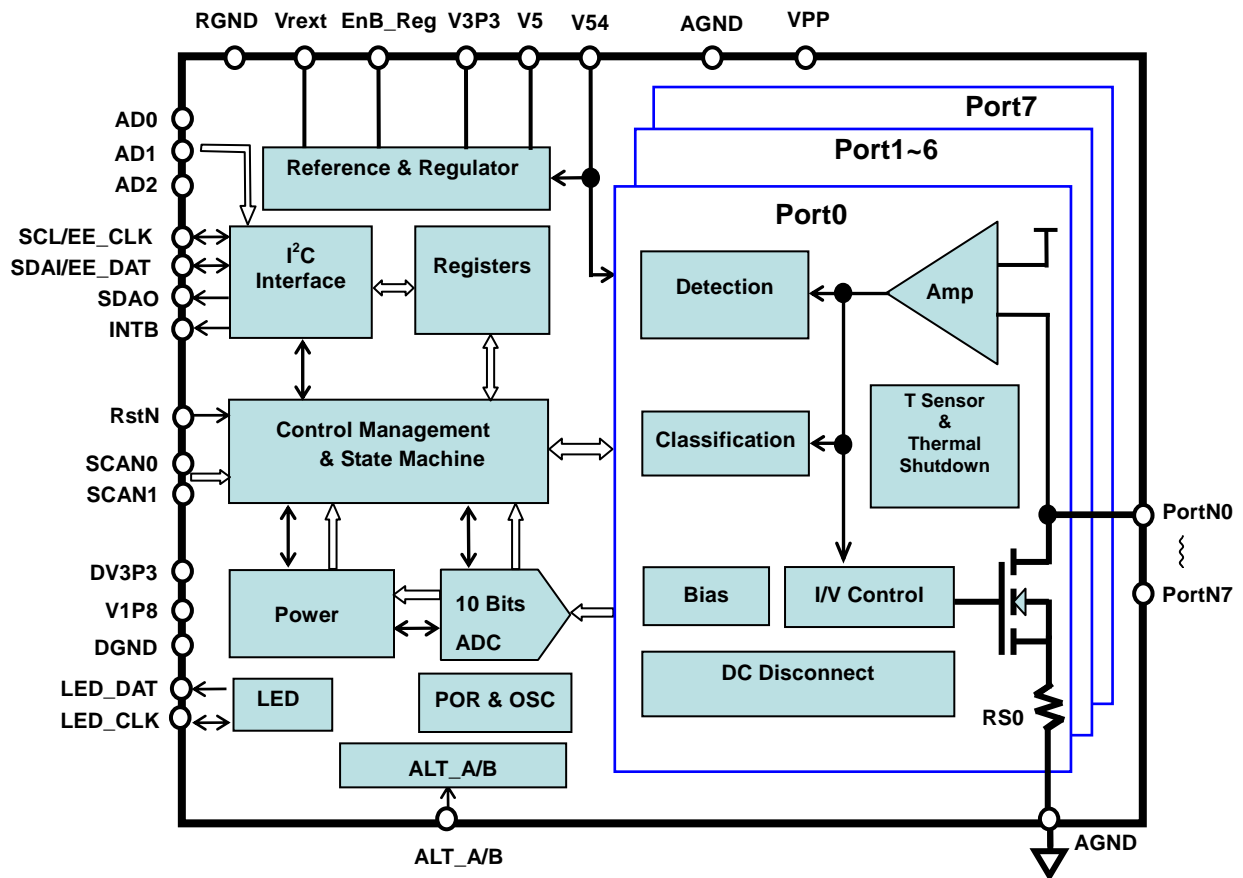 RGND Vrext EnB_Reg V3P3 V5 V54 AGND VPP
AD0
AD1
AD2
SCL/EE_CLK
SDAI/EE_DAT
SDAO
INTB
RstN
SCAN0
SCAN1
DV3P3
V1P8
DGND
LED_DAT
LED_CLK
Reference & Regulator
I²C
Interface
Registers
Control Management
& State Machine
Power
10 Bits
ADC
LED
POR & OSC
ALT_A/B
ALT_A/B
Port7
Port1~6
Port0
Detection
Amp
Classification
T Sensor
&
Thermal
Shutdown
Bias
I/V Control
DC Disconnect
RS0
PortN0
PortN7
AGND